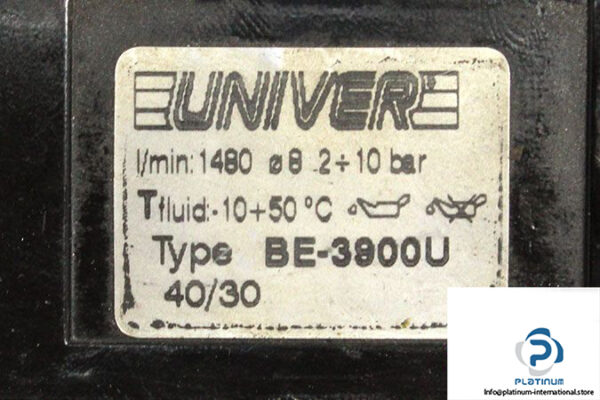 UNIVER
l/min: 1480 ø8 2÷10 bar
Tfluid:-10+50°C
Type BE-3900U
40/30
P
PLATINUM
Info@platinum-international.store